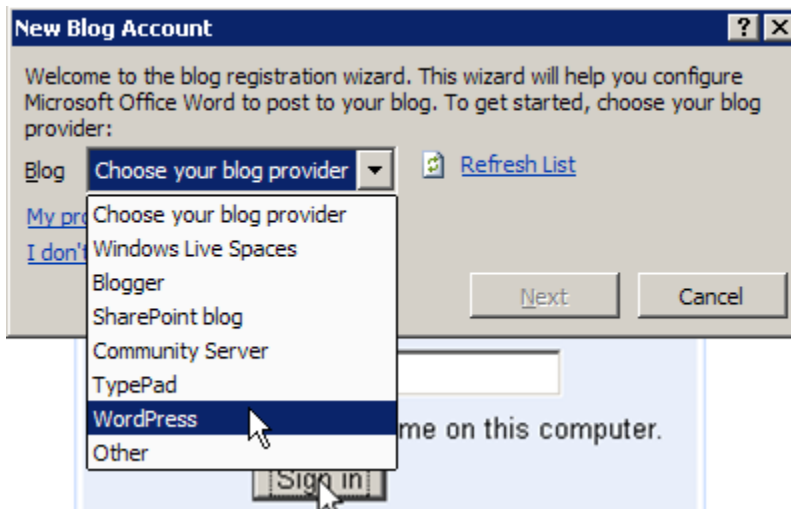 New Blog Account
Welcome to the blog registration wizard. This wizard will help you configure
Microsoft Office Word to post to your blog. To get started, choose your blog
provider:
Blog Choose your blog provider Refresh List
My
Choose your blog provider
I don't
Windows Live Spaces
Blogger
Next Cancel
SharePoint blog
Community Server
TypePad
WordPress
me on this computer.
Other
Sign in